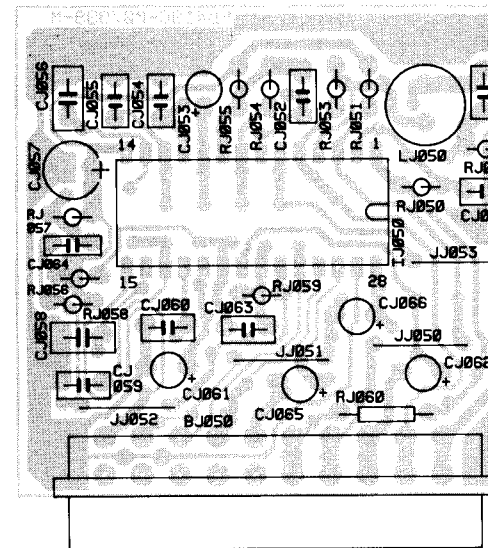 CJ056
CJ055
CJ054
CJ053
+
RJ055
RJ054
CJ052
RJ053
RJ051
LJ050
14
1
CJ057
+
RJ050
RJ
057
CJ064
IJ050
JJ053
15
28
RJ056
RJ059
RJ058
CJ060
CJ063
CJ066
+
CJ058
JJ051
JJ050
CJ
059
CJ061
+
CJ065
+
CJ062
+
RJ060
JJ052
BJ050